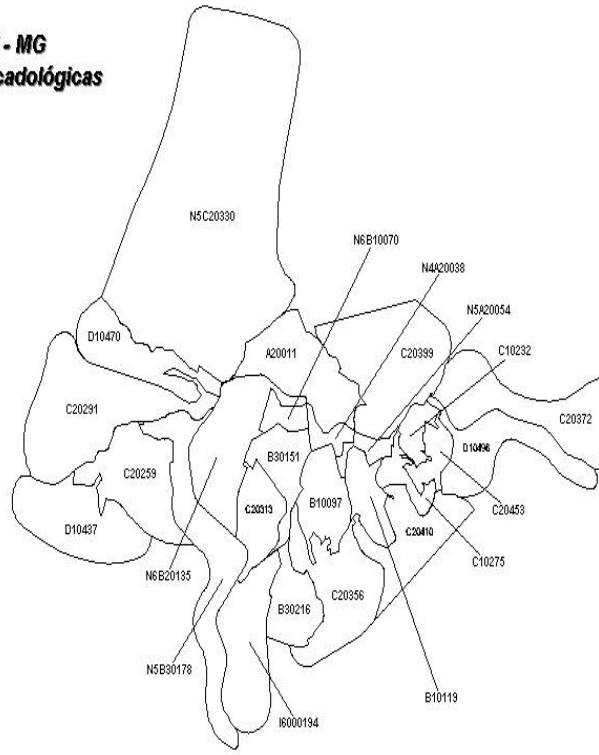 - MG
cadológicas
N5C20330
N6B10070
N4A20038
N5A20054
C10232
D10470
A20011
C20399
C20291
C20372
D10496
C20259
B30151
C20313
B10097
C20453
D10437
C20410
C10275
N6B20135
B30216
C20356
N5B30178
B10119
I6000194